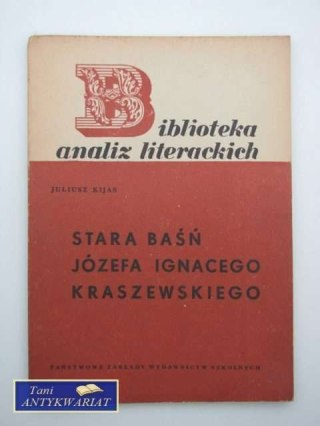 Biblioteka
analiz literackich
JULIUSZ KIJAS
STARA BAŚŃ
JÓZEFA IGNACEGO
KRASZEWSKIEGO
PAŃSTWOWE ZAKŁADY WYDAWNICTW SZKOLNYCH
Tani
ANTYKWARIAT